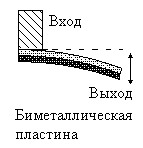 Вход
Выход
Биметаллическая
пластина